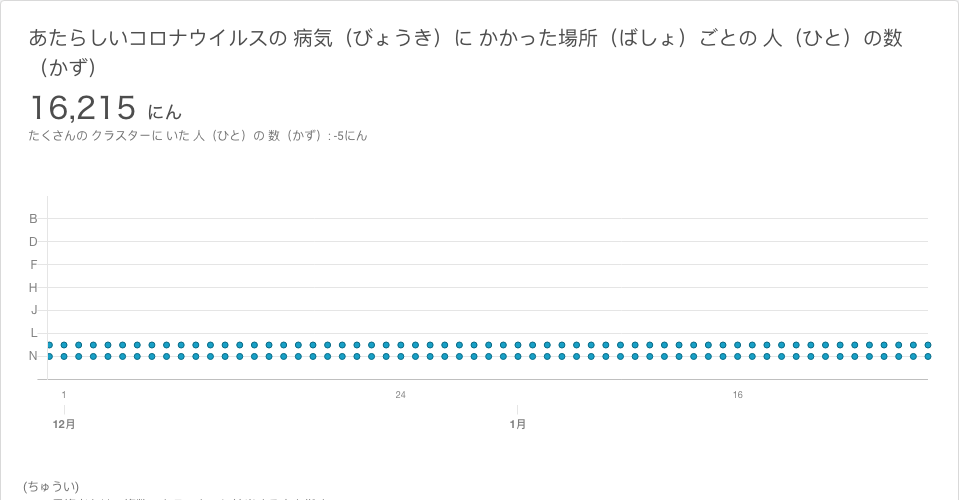 あたらしいコロナウイルスの 病気（びょうき）に かかった場所（ばしょ）ごとの 人（ひと）の数
（かず）
16,215 にん
たくさんの クラスターに いた 人（ひと）の 数（かず）: -5にん
B
D
F
H
J
L
N
1
24
16
12月
1月
(ちゅうい)